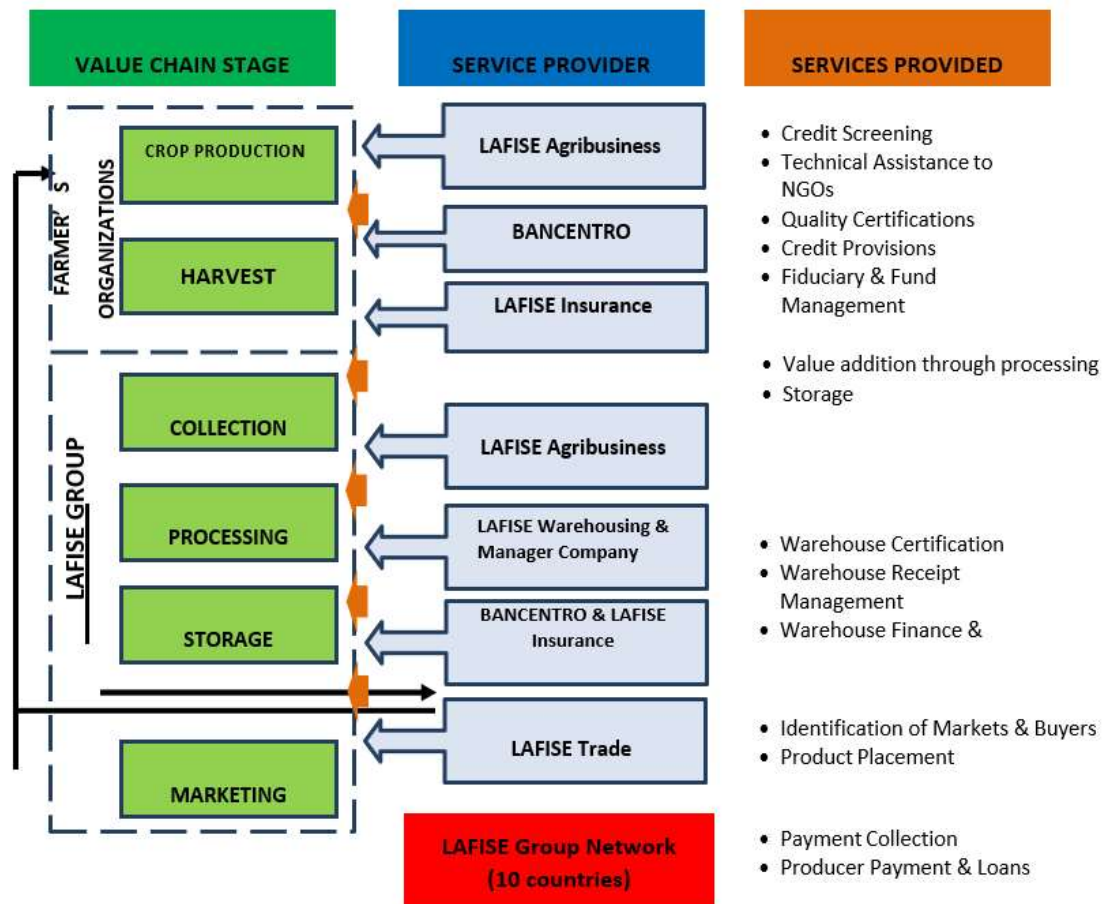 VALUE CHAIN STAGE
SERVICE PROVIDER
SERVICES PROVIDED
FARMER' S
ORGANIZATIONS
CROP PRODUCTION
HARVEST
LAFISE GROUP
COLLECTION
PROCESSING
STORAGE
MARKETING
LAFISE Agribusiness
BANCENTRO
LAFISE Insurance
LAFISE Agribusiness
LAFISE Warehousing &
Manager Company
BANCENTRO & LAFISE
Insurance
LAFISE Trade
LAFISE Group Network
(10 countries)
• Credit Screening
• Technical Assistance to
NGOs
• Quality Certifications
• Credit Provisions
• Fiduciary & Fund
Management
• Value addition through processing
• Storage
• Warehouse Certification
• Warehouse Receipt
Management
• Warehouse Finance &
• Identification of Markets & Buyers
• Product Placement
• Payment Collection
• Producer Payment & Loans